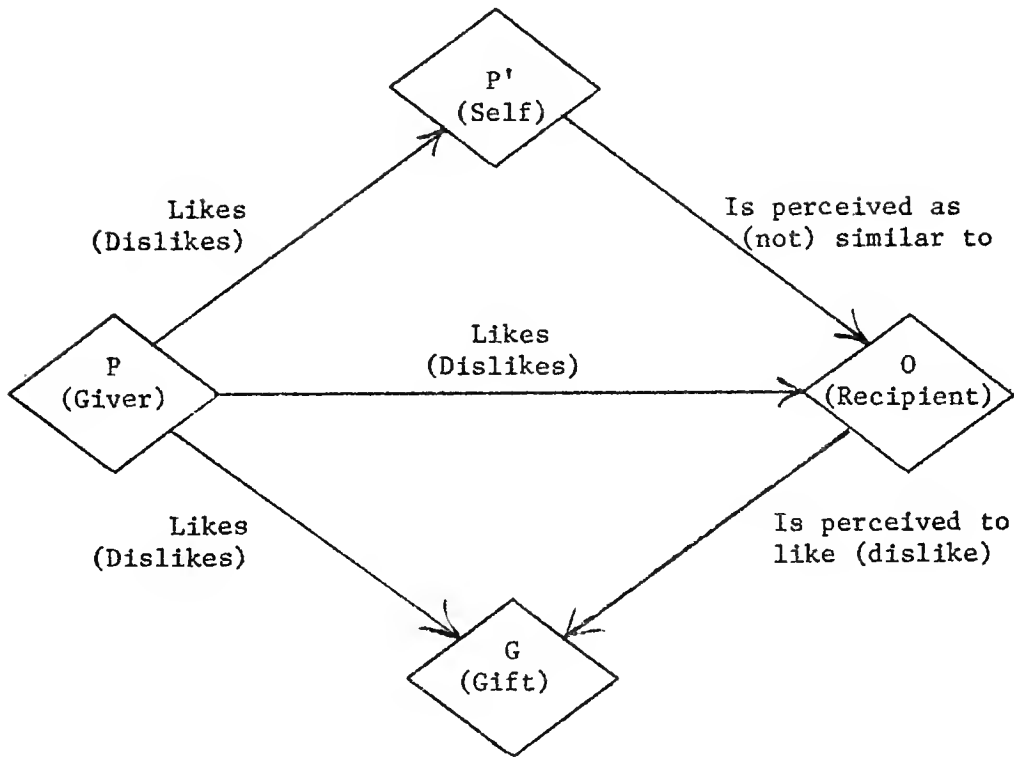 P'
(Self)
Likes
(Dislikes)
Is perceived as
(not) similar to
Likes
(Dislikes)
P
(Giver)
O
(Recipient)
Likes
(Dislikes)
Is perceived to
like (dislike)
G
(Gift)